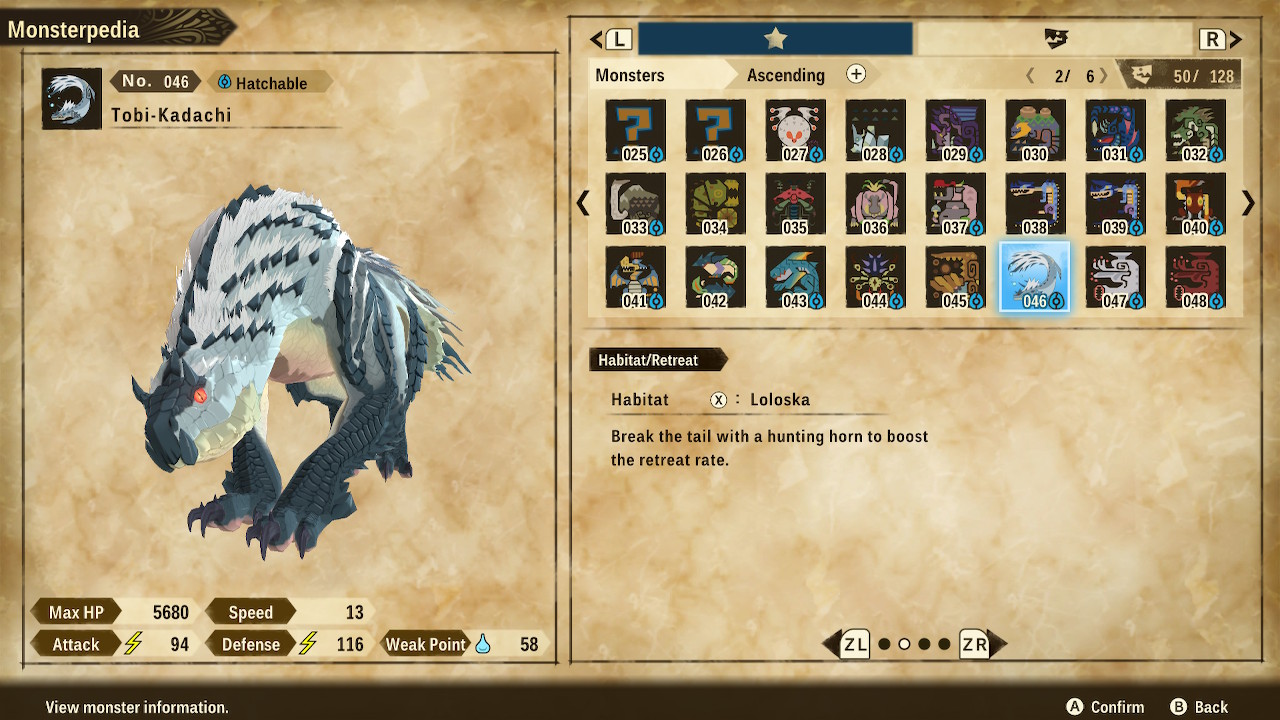 Monsterpedia
No. 046
Hatchable
Tobi-Kadachi
Max HP 5680
Speed 13
Attack 94
Defense 116
Weak Point 58
L
R
Monsters
Ascending
2/ 6
50/ 128
? ?
025 026 027 028 029 030 031 032
033 034 035 036 037 038 039 040
041 042 043 044 045 046 047 048
Habitat/Retreat
Habitat X : Loloska
Break the tail with a hunting horn to boost
the retreat rate.
ZL ZR
View monster information.
A Confirm B Back